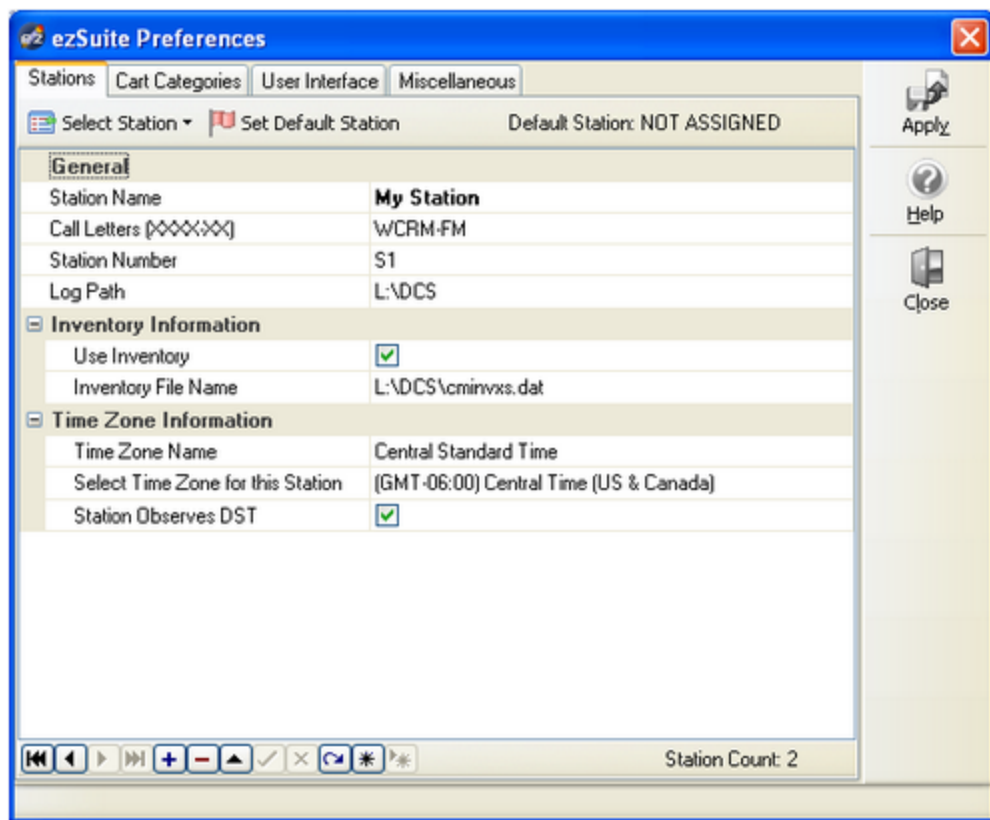 ezSuite Preferences
Stations Cart Categories User Interface Miscellaneous
Select Station Set Default Station Default Station: NOT ASSIGNED
Apply
General
Station Name My Station
Help
Call Letters (XXXX-XX) WCRM-FM
Station Number S1
Log Path L:\DCS
Close
Inventory Information
Use Inventory
Inventory File Name L:\DCS\cminvxs.dat
Time Zone Information
Time Zone Name Central Standard Time
Select Time Zone for this Station (GMT-06:00) Central Time (US & Canada)
Station Observes DST
Station Count: 2